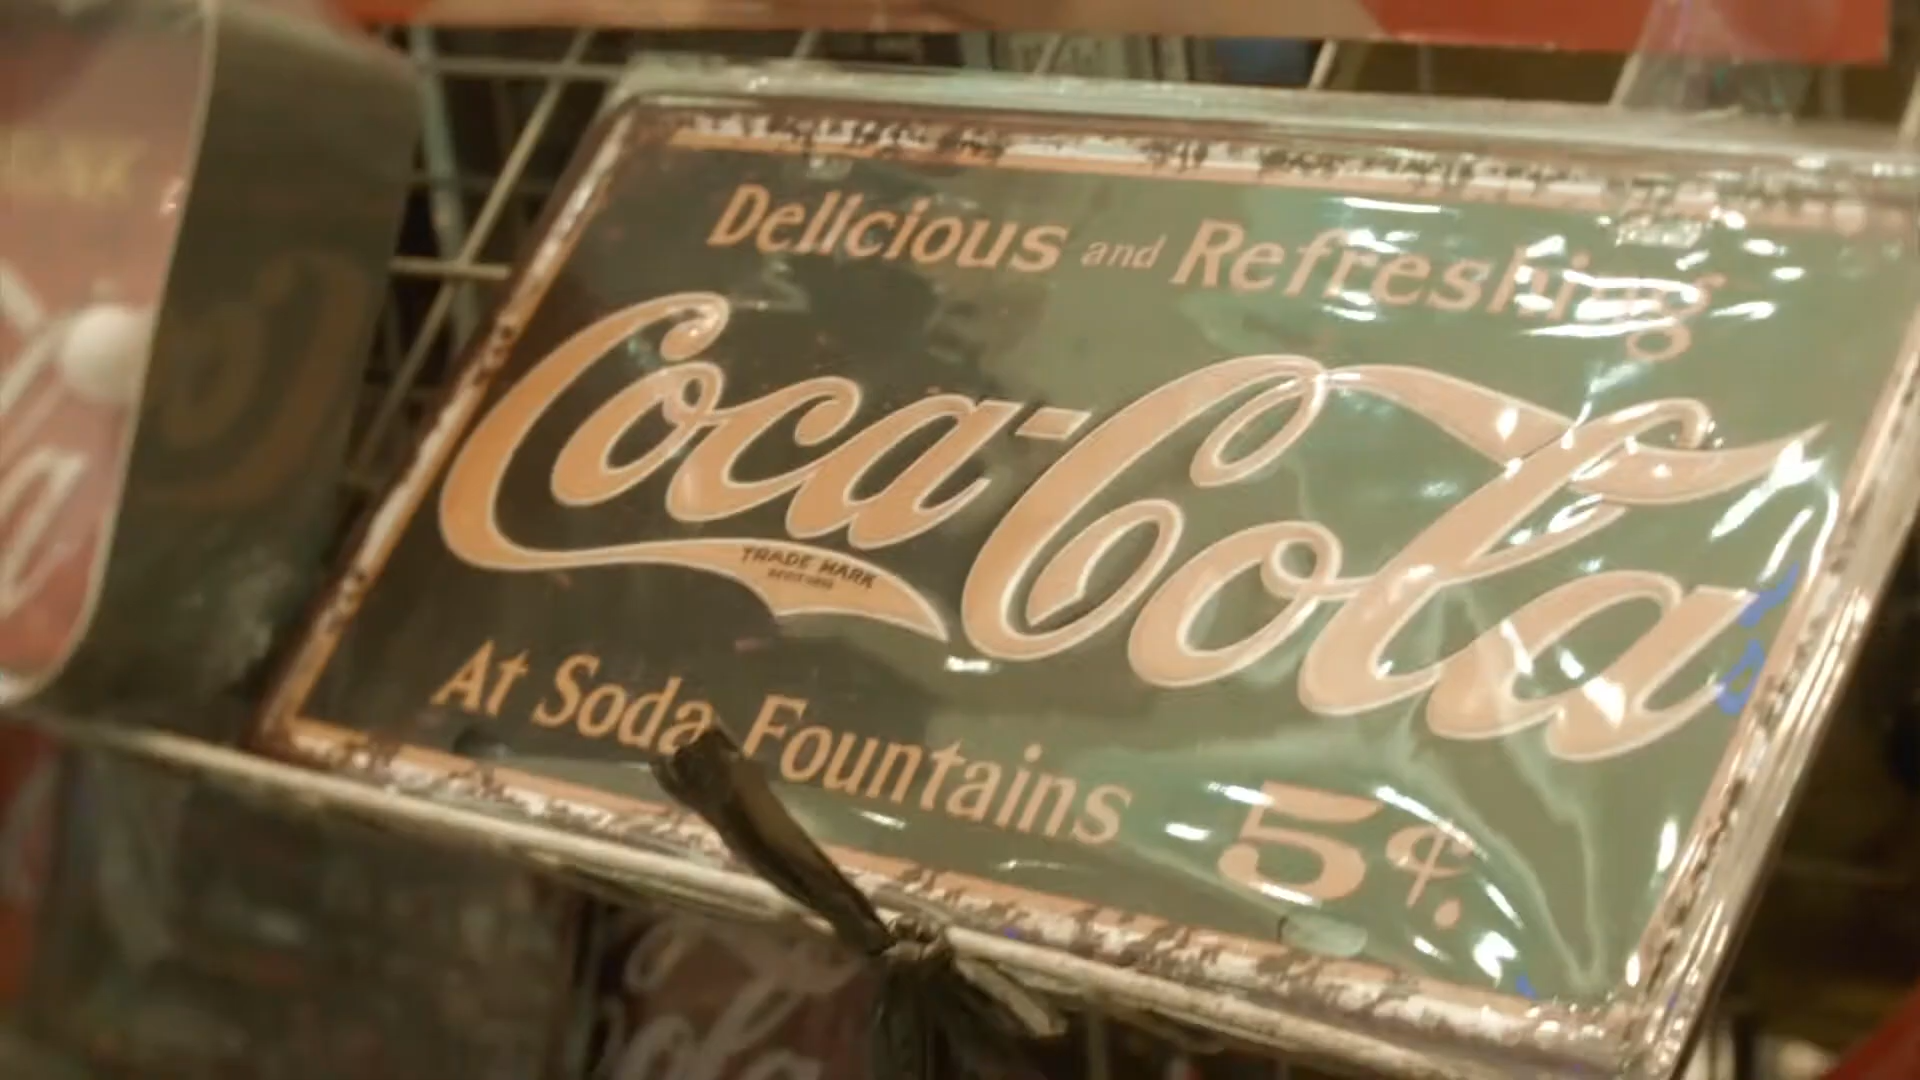 Delicious and Refreshing
Coca-Cola
TRADE MARK
At Soda Fountains 5¢